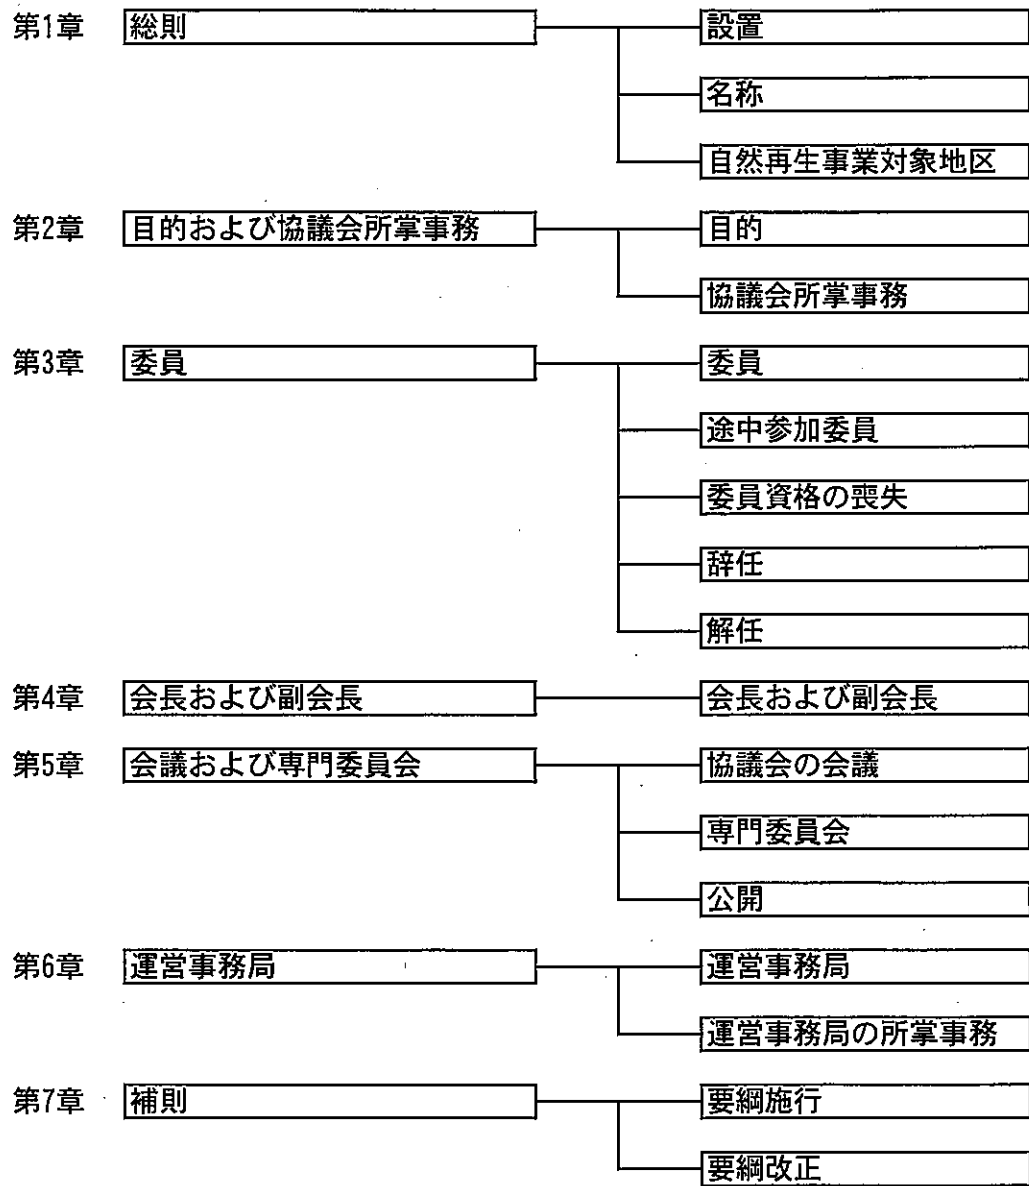 第1章 総則 設置
名称
自然再生事業対象地区
第2章 目的および協議会所掌事務 目的
協議会所掌事務
第3章 委員 委員
途中参加委員
委員資格の喪失
辞任
解任
第4章 会長および副会長 会長および副会長
第5章 会議および専門委員会 協議会の会議
専門委員会
公開
第6章 運営事務局 運営事務局
運営事務局の所掌事務
第7章 補則 要綱施行
要綱改正